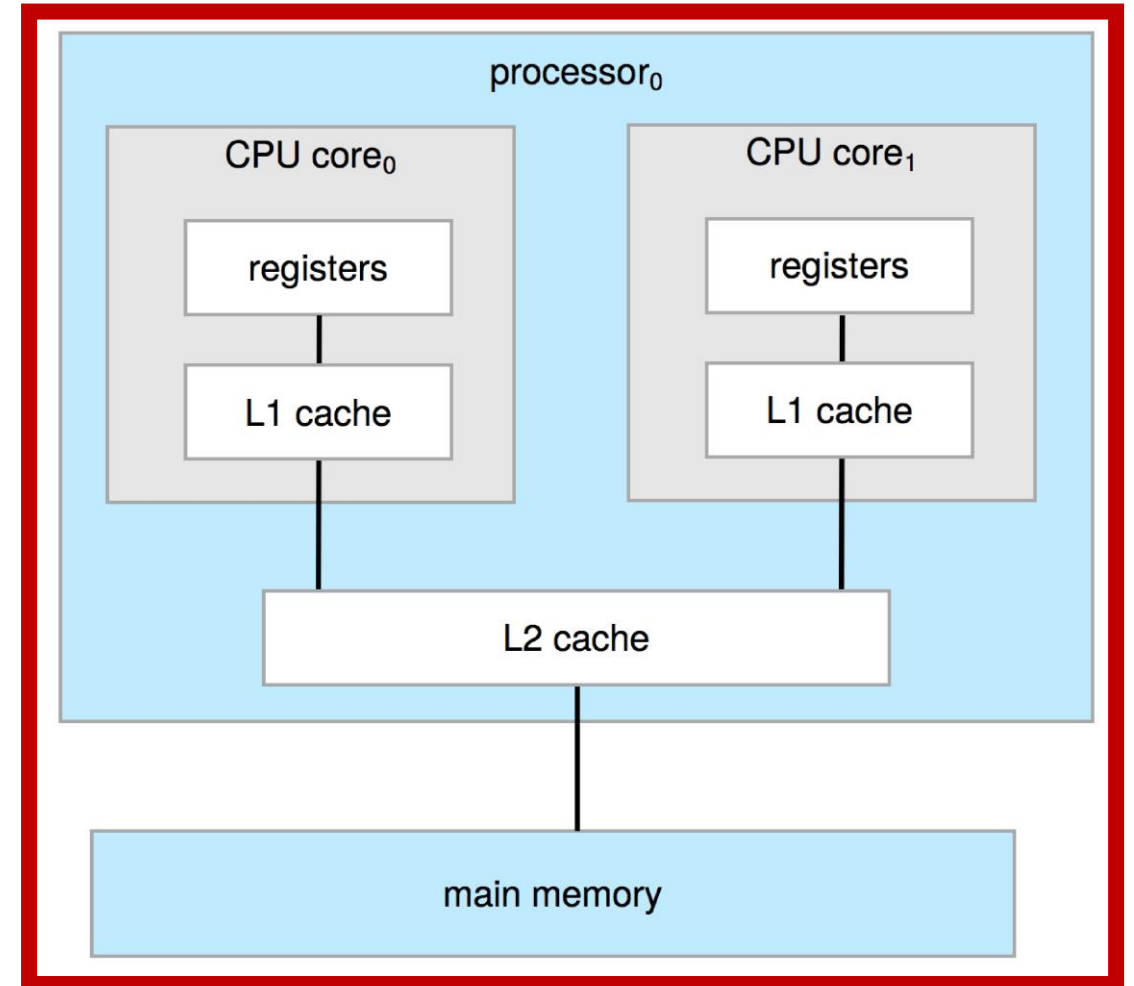 processor₀
CPU core₀
CPU core₁
registers
registers
L1 cache
L1 cache
L2 cache
main memory